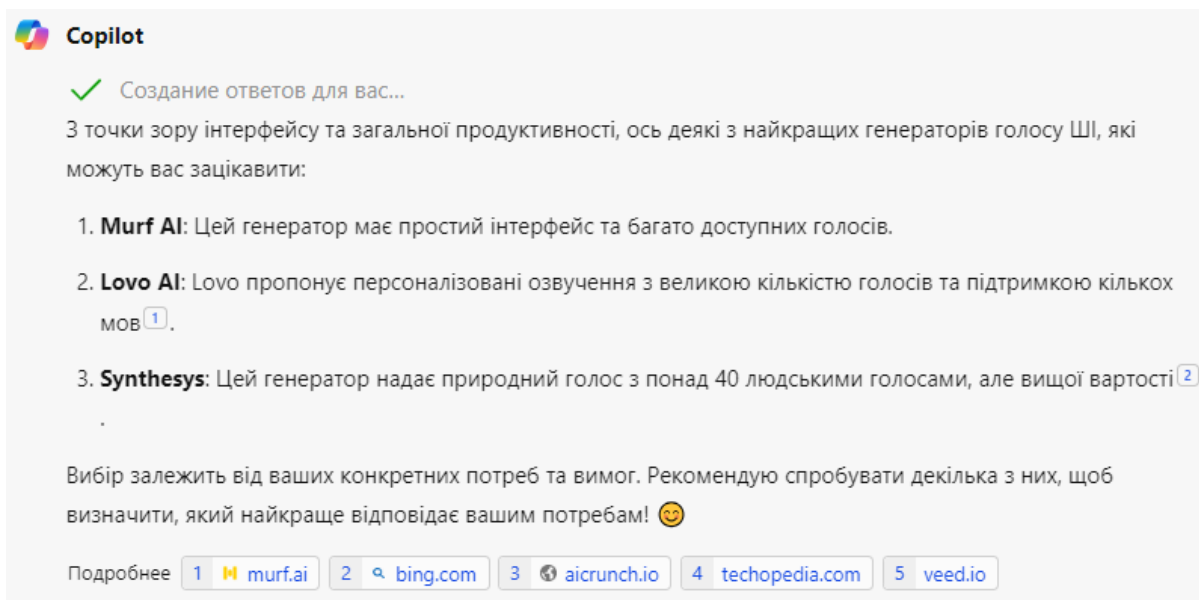 Copilot
Создание ответов для вас...
З точки зору інтерфейсу та загальної продуктивності, ось деякі з найкращих генераторів голосу ШІ, які
можуть вас зацікавити:
1. Murf AI: Цей генератор має простий інтерфейс та багато доступних голосів.
2. Lovo AI: Lovo пропонує персоналізовані озвучення з великою кількістю голосів та підтримкою кількох
мов 1.
3. Synthesys: Цей генератор надає природний голос з понад 40 людськими голосами, але вищої вартості 2
.
Вибір залежить від ваших конкретних потреб та вимог. Рекомендую спробувати декілька з них, щоб
визначити, який найкраще відповідає вашим потребам! 😊
Подробнее 1 murf.ai 2 bing.com 3 aicrunch.io 4 techopedia.com 5 veed.io